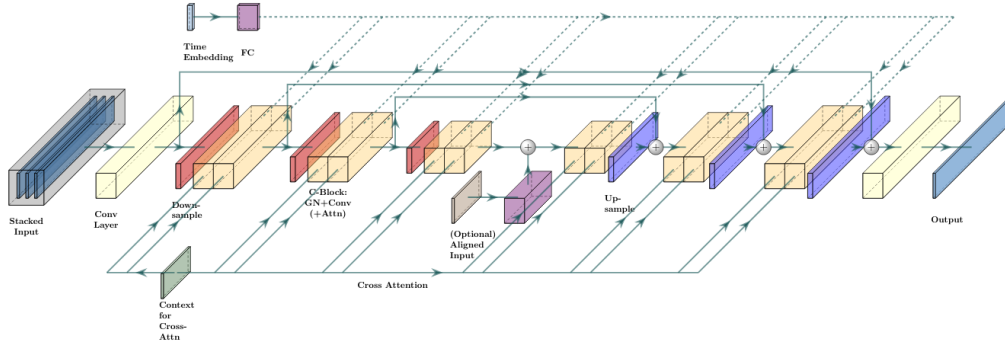 Time
Embedding
FC
Stacked
Input
Conv
Layer
Down-
sample
C-Block:
GN+Conv
(+Attn)
(Optional)
Aligned
Input
Up-
sample
Output
Cross Attention
Context
for
Cross-
Attn